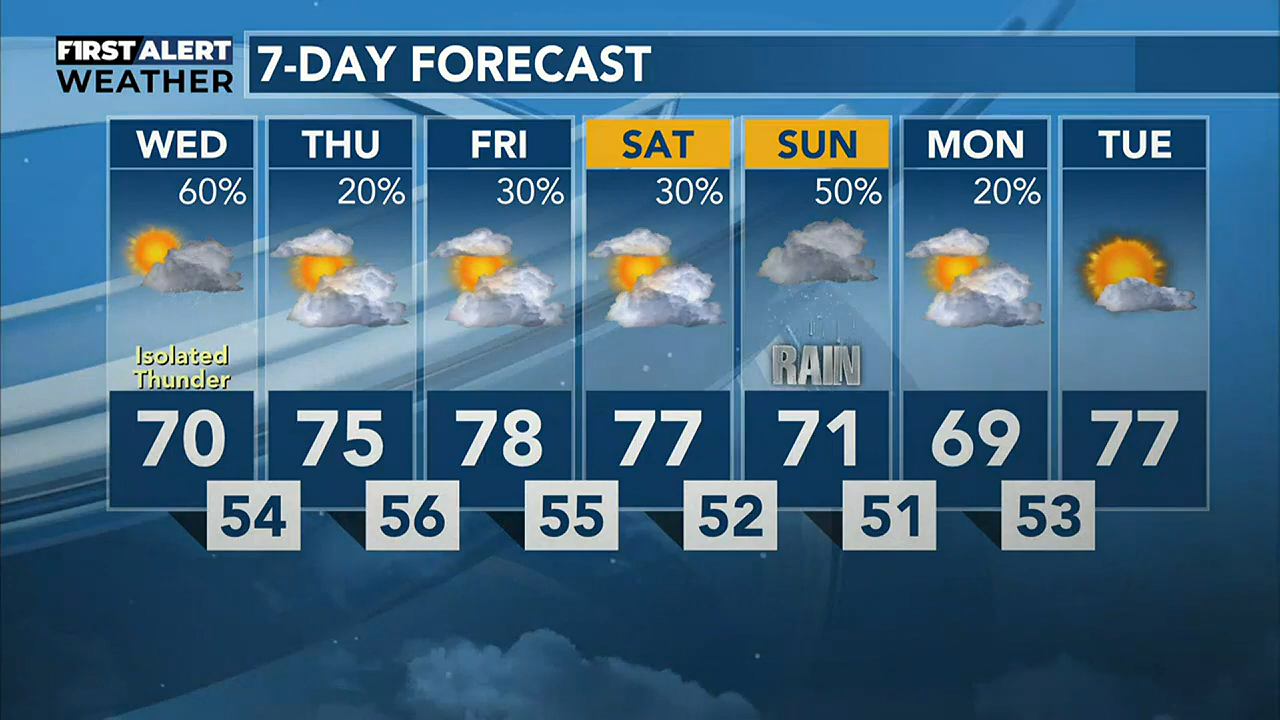 FIRST ALERT
WEATHER
7-DAY FORECAST
WED THU FRI SAT SUN MON TUE
60% 20% 30% 30% 50% 20%
Isolated
Thunder
RAIN
70 75 78 77 71 69 77
54 56 55 52 51 53